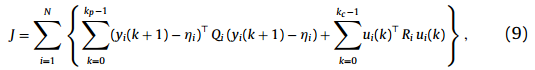 J = \sum_{i=1}^{N} \left\{ \sum_{k=0}^{k_p-1} (y_i(k+1) - \eta_i)^\top Q_i (y_i(k+1) - \eta_i) + \sum_{k=0}^{k_c-1} u_i(k)^\top R_i u_i(k) \right\}, (9)